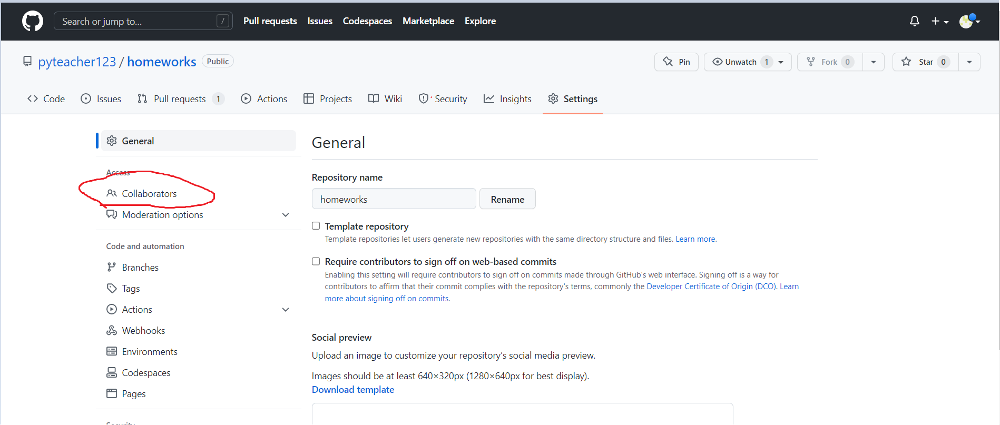 Search or jump to... /
Pull requests Issues Codespaces Marketplace Explore
pyteacher123 / homeworks Public
Pin Unwatch 1 Fork 0 Star 0
Code Issues Pull requests 1 Actions Projects Wiki Security Insights Settings
General
Access
Collaborators
Moderation options
Code and automation
Branches
Tags
Actions
Webhooks
Environments
Codespaces
Pages
Security
General
Repository name
homeworks Rename
Template repository
Template repositories let users generate new repositories with the same directory structure and files. Learn more.
Require contributors to sign off on web-based commits
Enabling this setting will require contributors to sign off on commits made through GitHub’s web interface. Signing off is a way for
contributors to affirm that their commit complies with the repository's terms, commonly the Developer Certificate of Origin (DCO). Learn
more about signing off on commits.
Social preview
Upload an image to customize your repository’s social media preview.
Images should be at least 640×320px (1280×640px for best display).
Download template